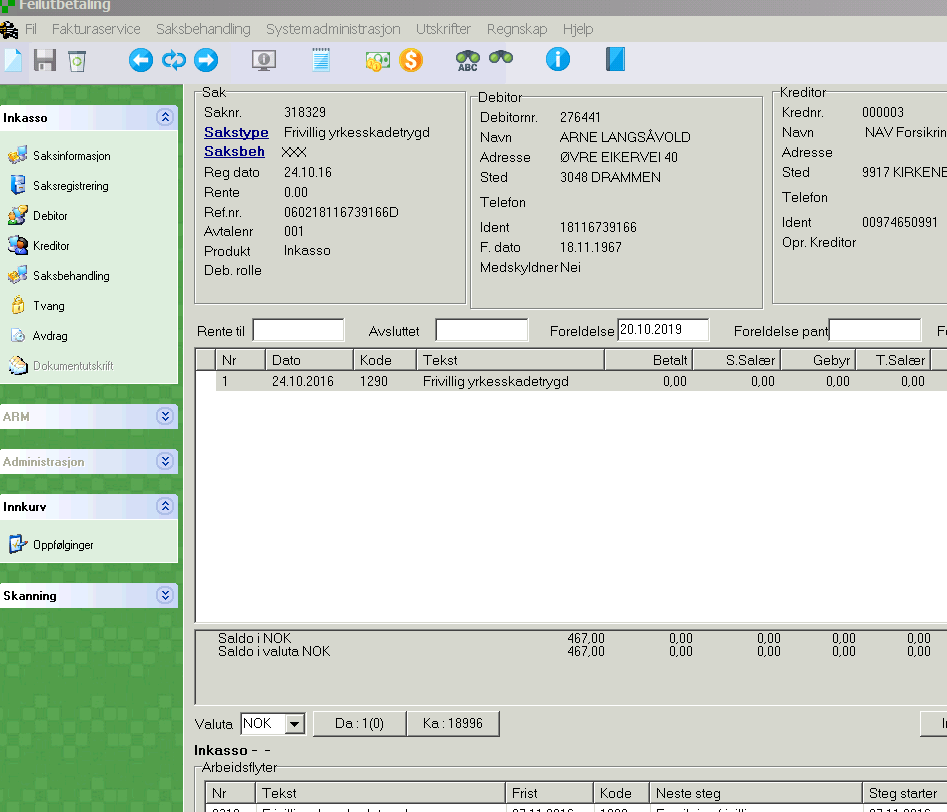 Feilutbetaling
Fil Fakturaservice Saksbehandling Systemadministrasjon Utskrifter Regnskap Hjelp
ABC
Inkasso
Saksinformasjon
Saksregistrering
Debitor
Kreditor
Saksbehandling
Tvang
Avdrag
Dokumentutskrift
ARM
Administrasjon
Innkurv
Oppfølginger
Skanning
Sak
Saknr. 318329
Sakstype Frivillig yrkesskadetrygd
Saksbeh XXX
Reg dato 24.10.16
Rente 0.00
Ref.nr. 060218116739166D
Avtalenr 001
Produkt Inkasso
Deb. rolle
Debitor
Debitornr. 276441
Navn ARNE LANGSÅVOLD
Adresse ØVRE EIKERVEI 40
Sted 3048 DRAMMEN
Telefon
Ident 18116739166
F. dato 18.11.1967
Medskyldner Nei
Kreditor
Krednr. 000003
Navn NAV Forsikrin
Adresse
Sted 9917 KIRKENE
Telefon
Ident 00974650991
Opr. Kreditor
Rente til Avsluttet Foreldelse 20.10.2019 Foreldelse pant
Nr Dato Kode Tekst Betalt S.Salær Gebyr T.Salær
1 24.10.2016 1290 Frivillig yrkesskadetrygd 0,00 0,00 0,00 0,00
Saldo i NOK 467,00 0,00 0,00 0,00 0,00
Saldo i valuta NOK 467,00 0,00 0,00 0,00 0,00
Valuta NOK Da : 1(0) Ka : 18996
Inkasso - -
Arbeidsflyter
Nr Tekst Frist Kode Neste steg Steg starter